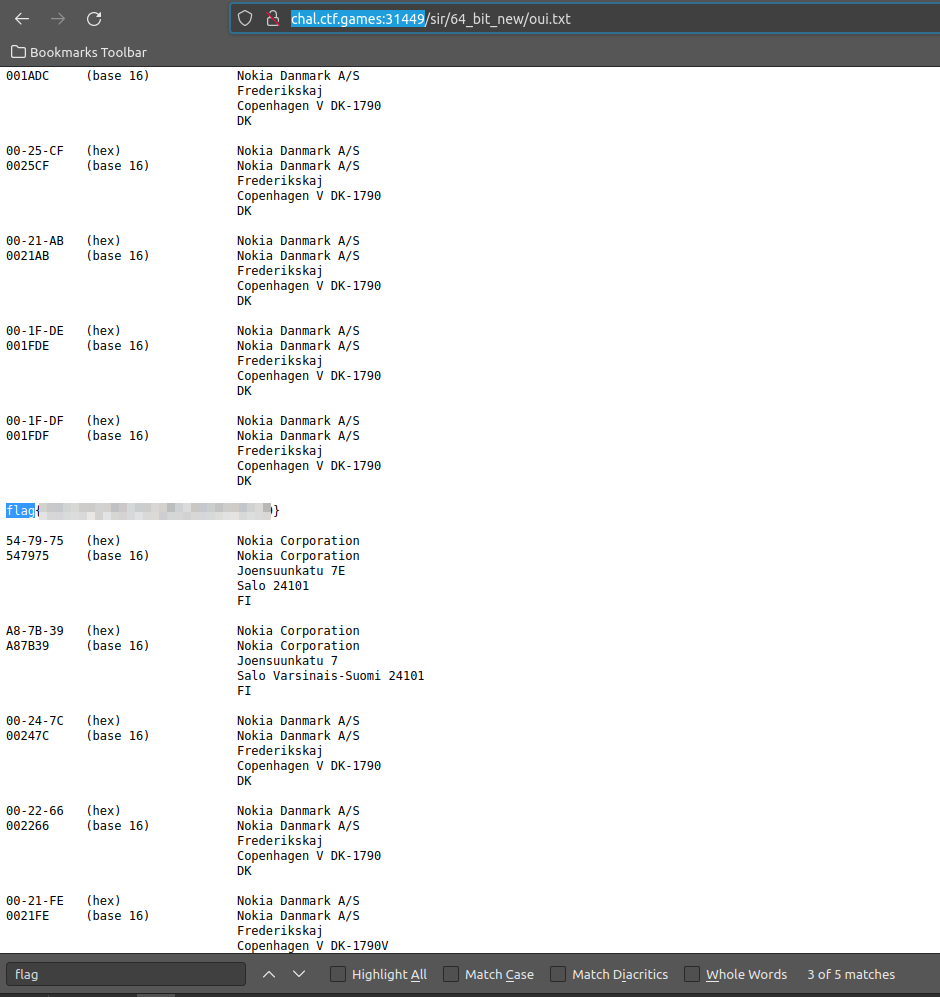 chal.ctf.games:31449/sir/64_bit_new/oui.txt
Bookmarks Toolbar
001ADC (base 16) Nokia Danmark A/S
Frederikskaj
Copenhagen V DK-1790
DK
00-25-CF (hex) Nokia Danmark A/S
0025CF (base 16) Nokia Danmark A/S
Frederikskaj
Copenhagen V DK-1790
DK
00-21-AB (hex) Nokia Danmark A/S
0021AB (base 16) Nokia Danmark A/S
Frederikskaj
Copenhagen V DK-1790
DK
00-1F-DE (hex) Nokia Danmark A/S
001FDE (base 16) Nokia Danmark A/S
Frederikskaj
Copenhagen V DK-1790
DK
00-1F-DF (hex) Nokia Danmark A/S
001FDF (base 16) Nokia Danmark A/S
Frederikskaj
Copenhagen V DK-1790
DK
flag{ }
54-79-75 (hex) Nokia Corporation
547975 (base 16) Nokia Corporation
Joensuunkatu 7E
Salo 24101
FI
A8-7B-39 (hex) Nokia Corporation
A87B39 (base 16) Nokia Corporation
Joensuunkatu 7
Salo Varsinais-Suomi 24101
FI
00-24-7C (hex) Nokia Danmark A/S
00247C (base 16) Nokia Danmark A/S
Frederikskaj
Copenhagen V DK-1790
DK
00-22-66 (hex) Nokia Danmark A/S
002266 (base 16) Nokia Danmark A/S
Frederikskaj
Copenhagen V DK-1790
DK
00-21-FE (hex) Nokia Danmark A/S
0021FE (base 16) Nokia Danmark A/S
Frederikskaj
Copenhagen V DK-1790V
flag Highlight All Match Case Match Diacritics Whole Words 3 of 5 matches